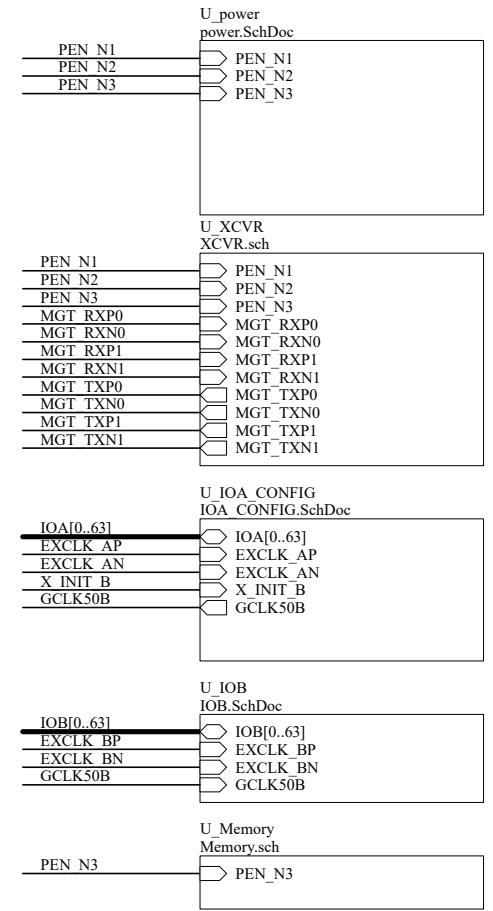 U_power
power.SchDoc
PEN_N1 PEN_N1
PEN_N2 PEN_N2
PEN_N3 PEN_N3
U_XCVR
XCVR.sch
PEN_N1 PEN_N1
PEN_N2 PEN_N2
PEN_N3 PEN_N3
MGT_RXP0 MGT_RXP0
MGT_RXN0 MGT_RXN0
MGT_RXP1 MGT_RXP1
MGT_RXN1 MGT_RXN1
MGT_TXP0 MGT_TXP0
MGT_TXN0 MGT_TXN0
MGT_TXP1 MGT_TXP1
MGT_TXN1 MGT_TXN1
U_IOA_CONFIG
IOA_CONFIG.SchDoc
IOA[0..63] IOA[0..63]
EXCLK_AP EXCLK_AP
EXCLK_AN EXCLK_AN
X_INIT_B X_INIT_B
GCLK50B GCLK50B
U_IOB
IOB.SchDoc
IOB[0..63] IOB[0..63]
EXCLK_BP EXCLK_BP
EXCLK_BN EXCLK_BN
GCLK50B GCLK50B
U_Memory
Memory.sch
PEN_N3 PEN_N3